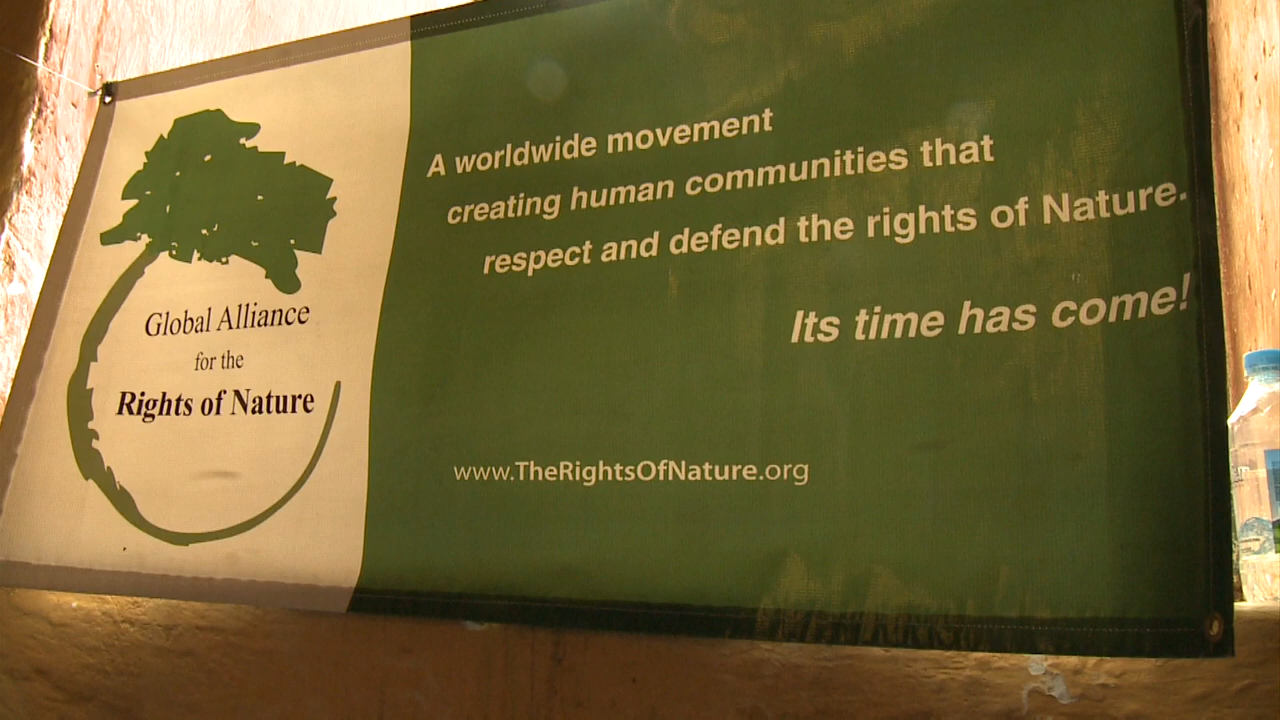 Global Alliance
for the
Rights of Nature
A worldwide movement
creating human communities that
respect and defend the rights of Nature.
Its time has come!
www.TheRightsOfNature.org